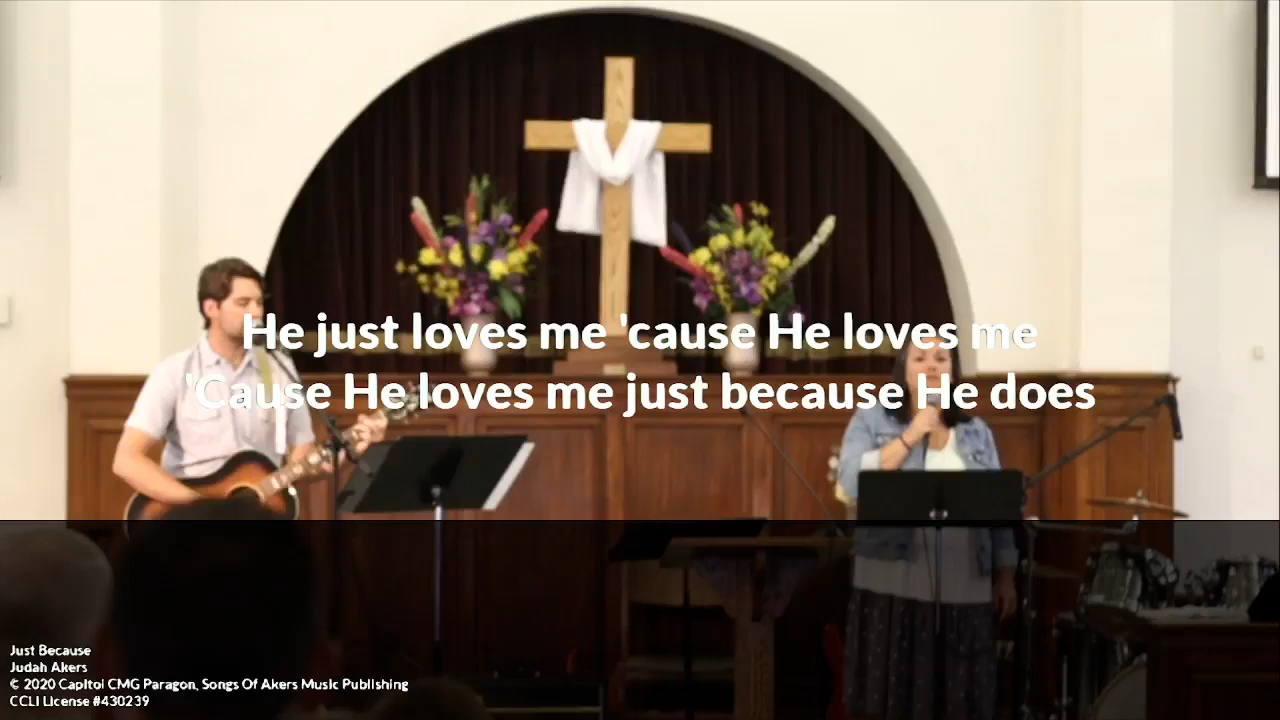 He just loves me 'cause He loves me
'Cause He loves me just because He does
Just Because
Judah Akers
© 2020 Capitol CMG Paragon, Songs Of Akers Music Publishing
CCLI License #430239